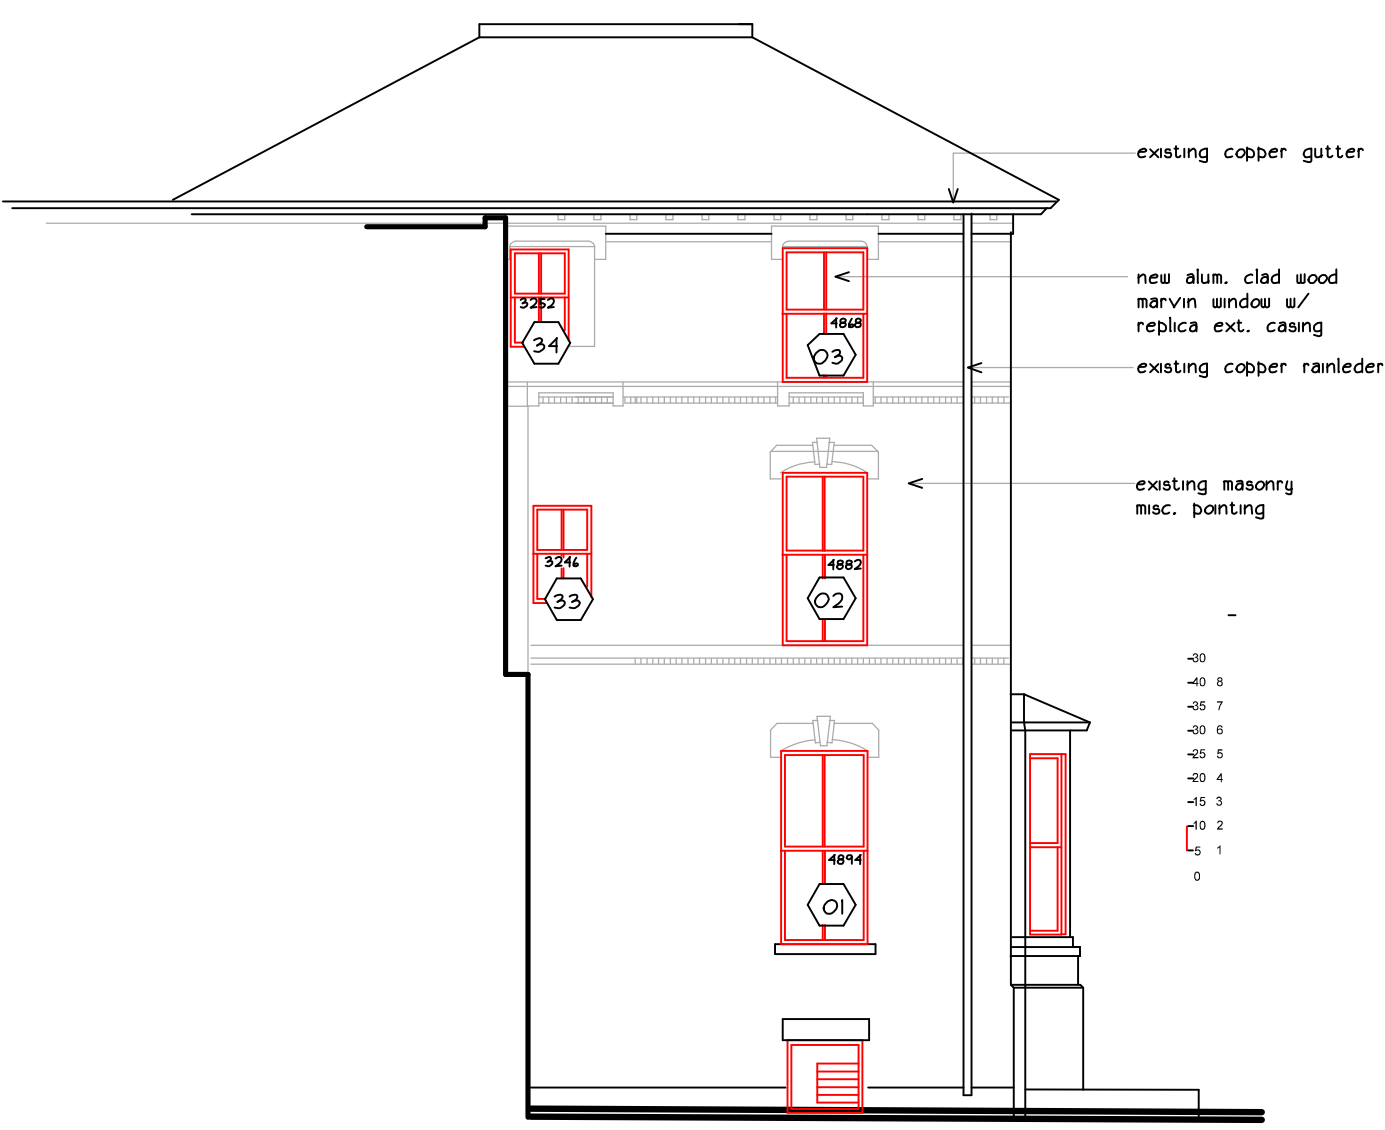 existing copper gutter
new alum. clad wood
marvin window w/
replica ext. casing
3252
34
4868
03
existing copper rainleder
existing masonry
misc. pointing
3246
33
4882
02
30
40 8
35 7
30 6
25 5
20 4
15 3
10 2
5 1
0
4894
01